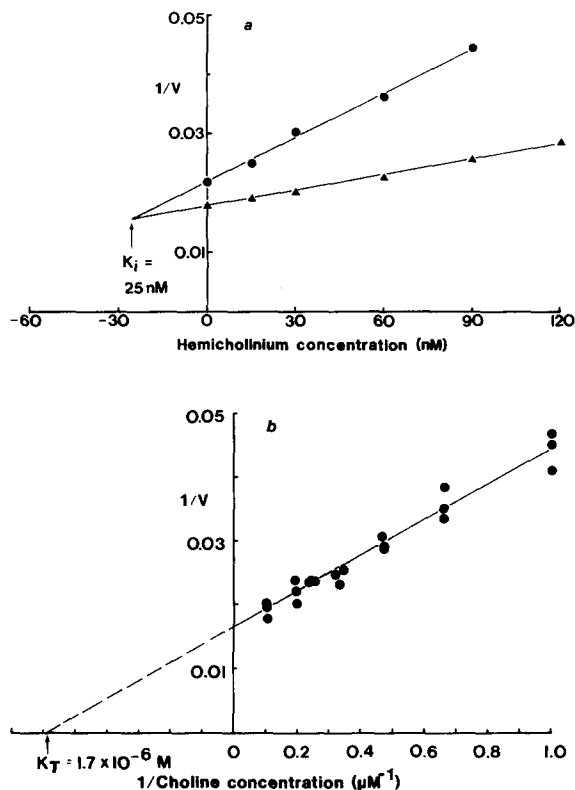 a
0.05
1/V
0.03
0.01
Ki =
25 nM
-60 -30 0 30 60 90 120
Hemicholinium concentration (nM)
b
0.05
1/V
0.03
0.01
KT = 1.7 × 10-6 M
0 0.2 0.4 0.6 0.8 1.0
1/Choline concentration (μM-1)